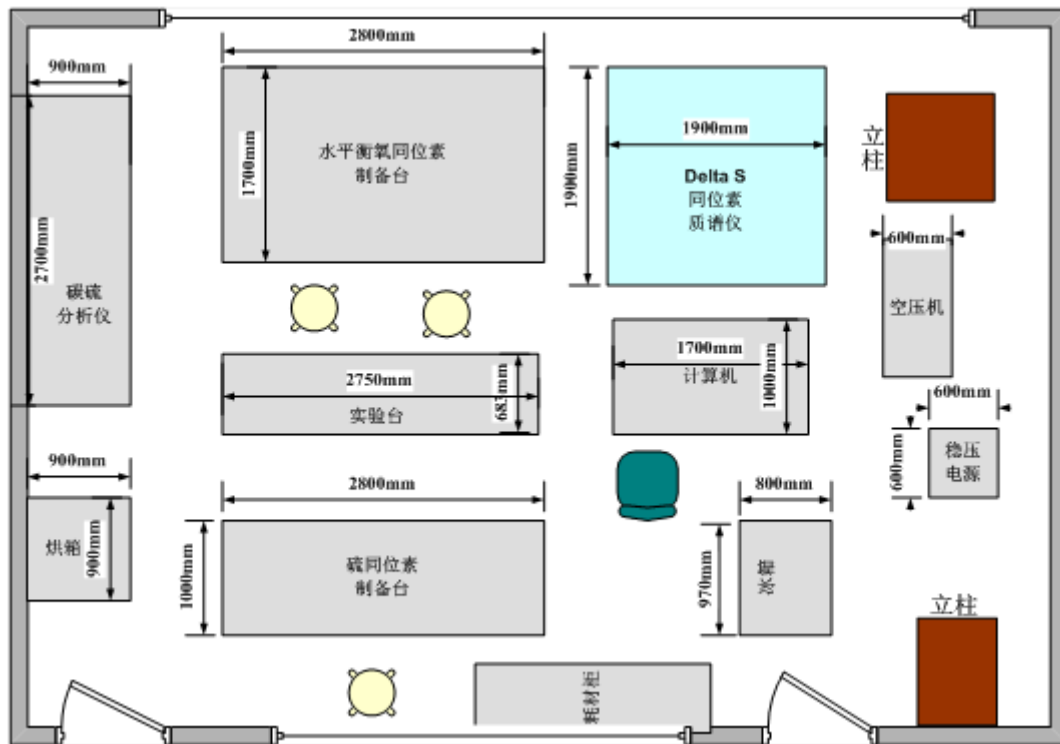 2800mm
900mm
1700mm
水平衡氧同位素
制备台
1900mm
1900mm
Delta S
同位素
质谱仪
立柱
2700mm
碳硫
分析仪
600mm
空压机
2750mm
683mm
实验台
1700mm
1000mm
计算机
600mm
600mm
稳压
电源
900mm
900mm
烘箱
2800mm
1000mm
硫同位素
制备台
800mm
970mm
冰堤
立柱
耗材柜